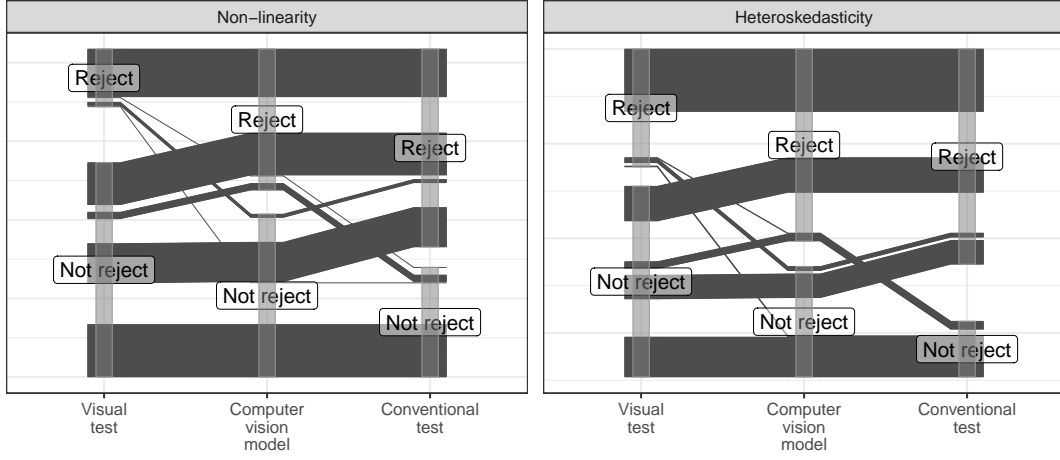 Non−linearity
Reject
Reject
Reject
Not reject
Not reject
Not reject
Visual
test
Computer
vision
model
Conventional
test
Heteroskedasticity
Reject
Reject
Reject
Not reject
Not reject
Not reject
Visual
test
Computer
vision
model
Conventional
test